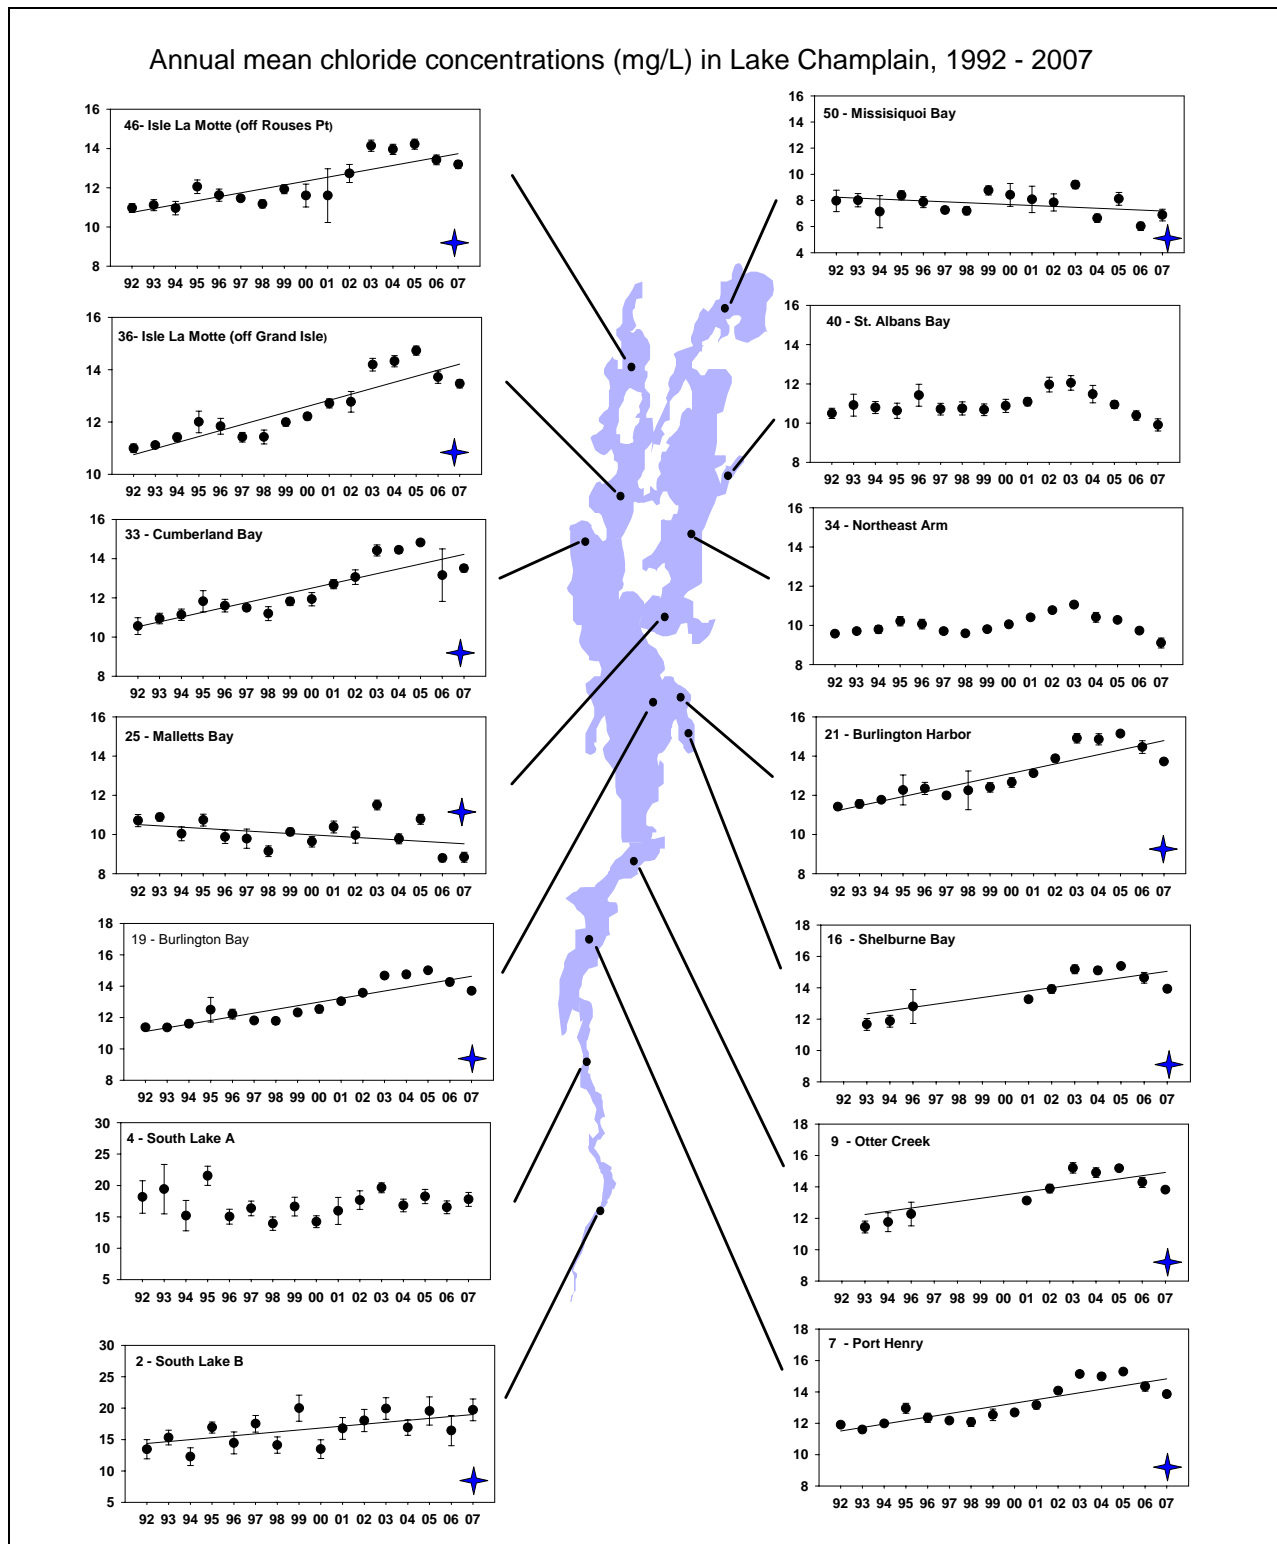 Annual mean chloride concentrations (mg/L) in Lake Champlain, 1992 - 2007
46- Isle La Motte (off Rouses Pt)
16
14
12
10
8
92 93 94 95 96 97 98 99 00 01 02 03 04 05 06 07
36- Isle La Motte (off Grand Isle)
16
14
12
10
92 93 94 95 96 97 98 99 00 01 02 03 04 05 06 07
33 - Cumberland Bay
16
14
12
10
8
92 93 94 95 96 97 98 99 00 01 02 03 04 05 06 07
25 - Malletts Bay
16
14
12
10
8
92 93 94 95 96 97 98 99 00 01 02 03 04 05 06 07
19 - Burlington Bay
18
16
14
12
10
8
92 93 94 95 96 97 98 99 00 01 02 03 04 05 06 07
4 - South Lake A
30
25
20
15
10
5
92 93 94 95 96 97 98 99 00 01 02 03 04 05 06 07
2 - South Lake B
30
25
20
15
10
5
92 93 94 95 96 97 98 99 00 01 02 03 04 05 06 07
50 - Missisquoi Bay
16
14
12
10
8
6
4
92 93 94 95 96 97 98 99 00 01 02 03 04 05 06 07
40 - St. Albans Bay
16
14
12
10
8
92 93 94 95 96 97 98 99 00 01 02 03 04 05 06 07
34 - Northeast Arm
16
14
12
10
8
92 93 94 95 96 97 98 99 00 01 02 03 04 05 06 07
21 - Burlington Harbor
16
14
12
10
8
92 93 94 95 96 97 98 99 00 01 02 03 04 05 06 07
16 - Shelburne Bay
18
16
14
12
10
8
92 93 94 95 96 97 98 99 00 01 02 03 04 05 06 07
9 - Otter Creek
18
16
14
12
10
8
92 93 94 95 96 97 98 99 00 01 02 03 04 05 06 07
7 - Port Henry
18
16
14
12
10
8
92 93 94 95 96 97 98 99 00 01 02 03 04 05 06 07